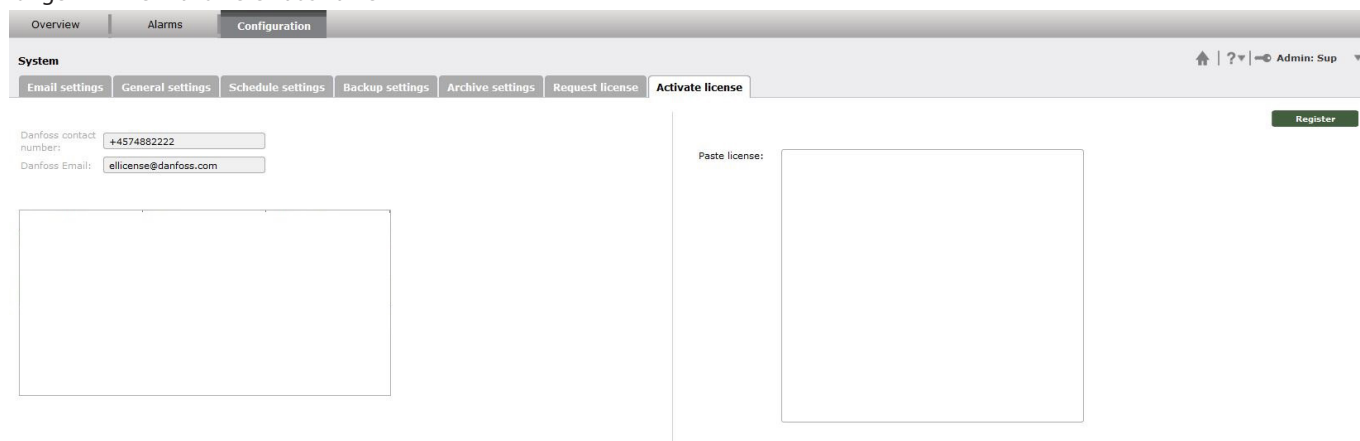 Overview Alarms Configuration
System
? Admin: Sup
Email settings General settings Schedule settings Backup settings Archive settings Request license Activate license
Register
Danfoss contact number: +4574882222
Danfoss Email: ellicense@danfoss.com
Paste license: